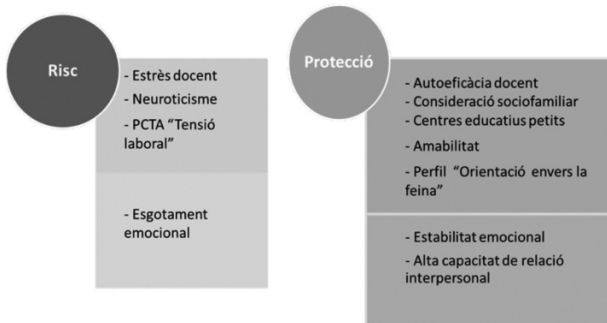 Risc
- Estrès docent
- Neuroticisme
- PCTA “Tensió
laboral”
- Esgotament
emocional
Protecció
- Autoeficàcia docent
- Consideració sociofamiliar
- Centres educatius petits
- Amabilitat
- Perfil “Orientació envers la
feina”
- Estabilitat emocional
- Alta capacitat de relació
interpersonal